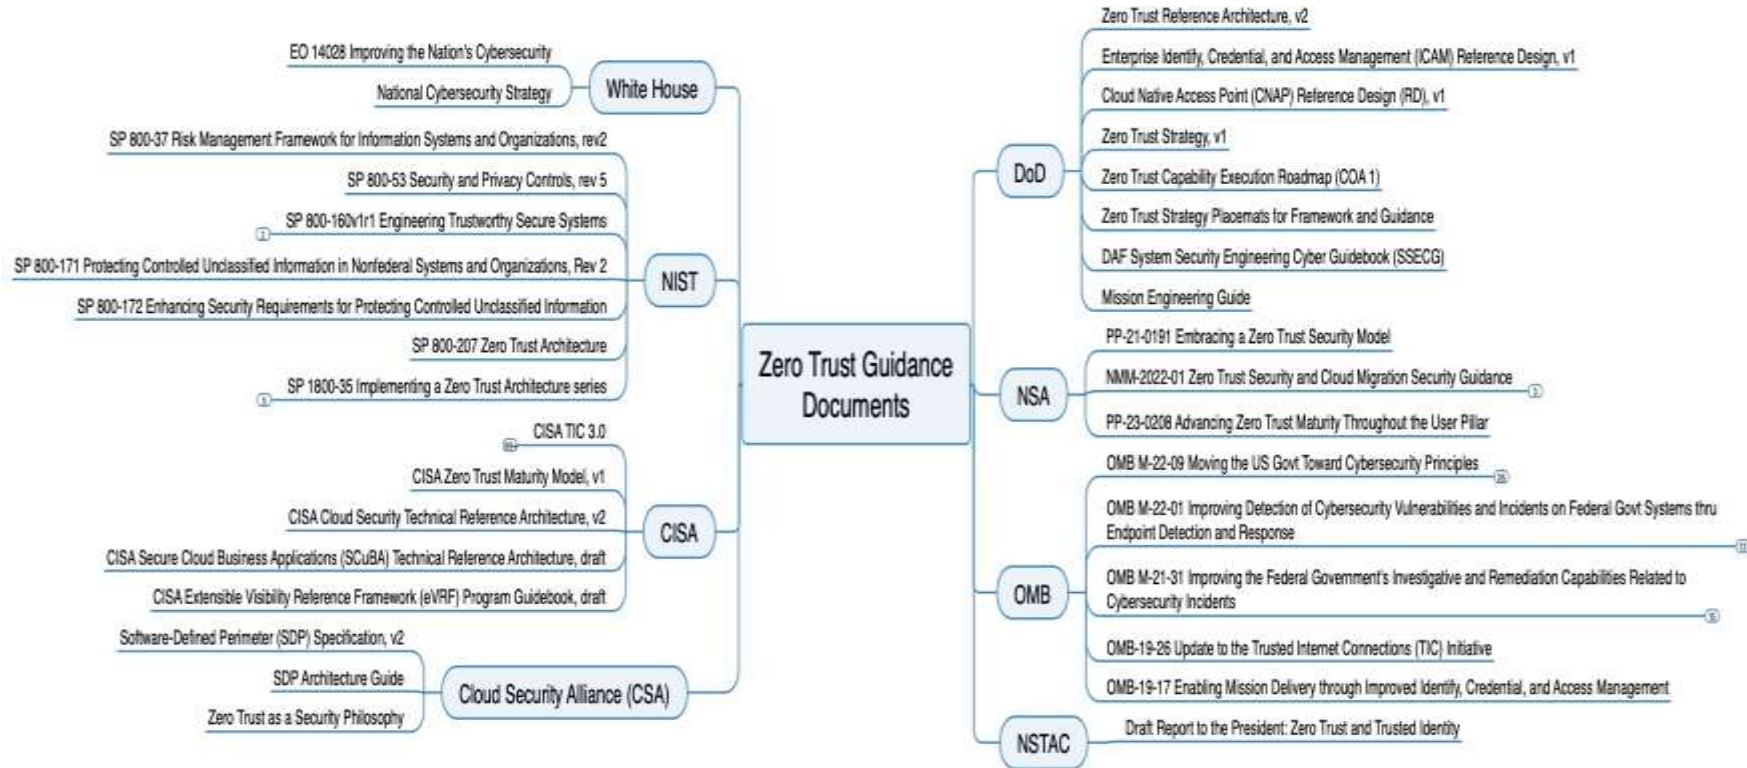 EO 14028 Improving the Nation's Cybersecurity
National Cybersecurity Strategy
White House
SP 800-37 Risk Management Framework for Information Systems and Organizations, rev2
SP 800-53 Security and Privacy Controls, rev 5
SP 800-160v1r1 Engineering Trustworthy Secure Systems
SP 800-171 Protecting Controlled Unclassified Information in Nonfederal Systems and Organizations, Rev 2
SP 800-172 Enhancing Security Requirements for Protecting Controlled Unclassified Information
SP 800-207 Zero Trust Architecture
SP 1800-35 Implementing a Zero Trust Architecture series
NIST
CISA TIC 3.0
CISA Zero Trust Maturity Model, v1
CISA Cloud Security Technical Reference Architecture, v2
CISA Secure Cloud Business Applications (SCuBA) Technical Reference Architecture, draft
CISA Extensible Visibility Reference Framework (eVRF) Program Guidebook, draft
CISA
Software-Defined Perimeter (SDP) Specification, v2
SDP Architecture Guide
Zero Trust as a Security Philosophy
Cloud Security Alliance (CSA)
Zero Trust Guidance
Documents
DoD
Zero Trust Reference Architecture, v2
Enterprise Identify, Credential, and Access Management (ICAM) Reference Design, v1
Cloud Native Access Point (CNAP) Reference Design (RD), v1
Zero Trust Strategy, v1
Zero Trust Capability Execution Roadmap (COA 1)
Zero Trust Strategy Placemats for Framework and Guidance
DAF System Security Engineering Cyber Guidebook (SSECG)
Mission Engineering Guide
NSA
PP-21-0191 Embracing a Zero Trust Security Model
NMM-2022-01 Zero Trust Security and Cloud Migration Security Guidance
PP-23-0208 Advancing Zero Trust Maturity Throughout the User Pillar
OMB
OMB M-22-09 Moving the US Govt Toward Cybersecurity Principles
OMB M-22-01 Improving Detection of Cybersecurity Vulnerabilities and Incidents on Federal Govt Systems thru
Endpoint Detection and Response
OMB M-21-31 Improving the Federal Government's Investigative and Remediation Capabilities Related to
Cybersecurity Incidents
OMB-19-26 Update to the Trusted Internet Connections (TIC) Initiative
OMB-19-17 Enabling Mission Delivery through Improved Identify, Credential, and Access Management
NSTAC
Draft Report to the President: Zero Trust and Trusted Identity